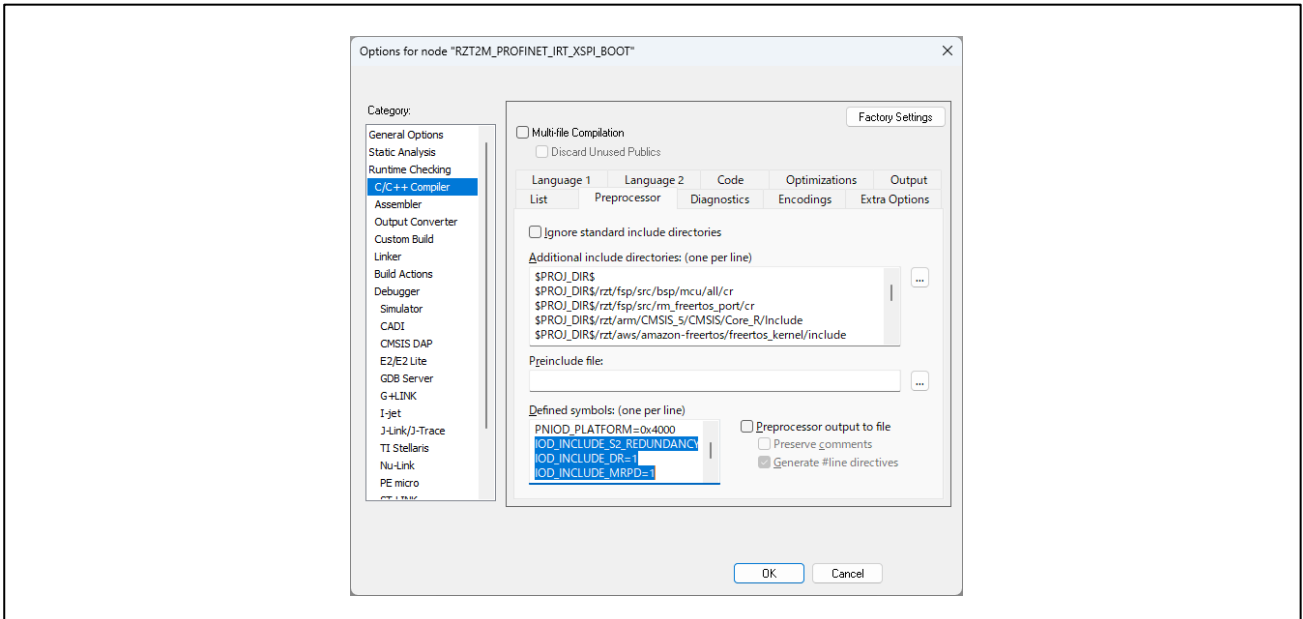 Options for node "RZT2M_PROFINET_IRT_XSPI_BOOT"
Category:
General Options
Static Analysis
Runtime Checking
C/C++ Compiler
Assembler
Output Converter
Custom Build
Linker
Build Actions
Debugger
Simulator
CADI
CMSIS DAP
E2/E2 Lite
GDB Server
G+LINK
I-jet
J-Link/J-Trace
TI Stellaris
Nu-Link
PE micro
ST-LINK
Factory Settings
Multi-file Compilation
Discard Unused Publics
Language 1 Language 2 Code Optimizations Output
List Preprocessor Diagnostics Encodings Extra Options
Ignore standard include directories
Additional include directories: (one per line)
$PROJ_DIR$
$PROJ_DIR$/rzt/fsp/src/bsp/mcu/all/cr
$PROJ_DIR$/rzt/fsp/src/rm_freertos_port/cr
$PROJ_DIR$/rzt/arm/CMSIS_5/CMSIS/Core_R/Include
$PROJ_DIR$/rzt/aws/amazon-freertos/freertos_kernel/include
...
Preinclude file:
...
Defined symbols: (one per line)
PNIOD_PLATFORM=0x4000
IOD_INCLUDE_S2_REDUNDANCY
IOD_INCLUDE_DR=1
IOD_INCLUDE_MRPD=1
Preprocessor output to file
Preserve comments
Generate #line directives
OK Cancel